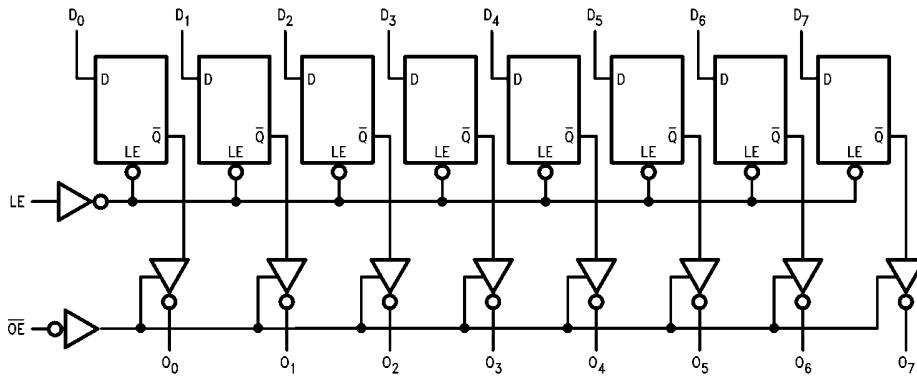 D₀ D₁ D₂ D₃ D₄ D₅ D₆ D₇
D D D D D D D D
Q̅ Q̅ Q̅ Q̅ Q̅ Q̅ Q̅ Q̅
LE LE LE LE LE LE LE LE
LE
O̅E̅
O₀ O₁ O₂ O₃ O₄ O₅ O₆ O₇